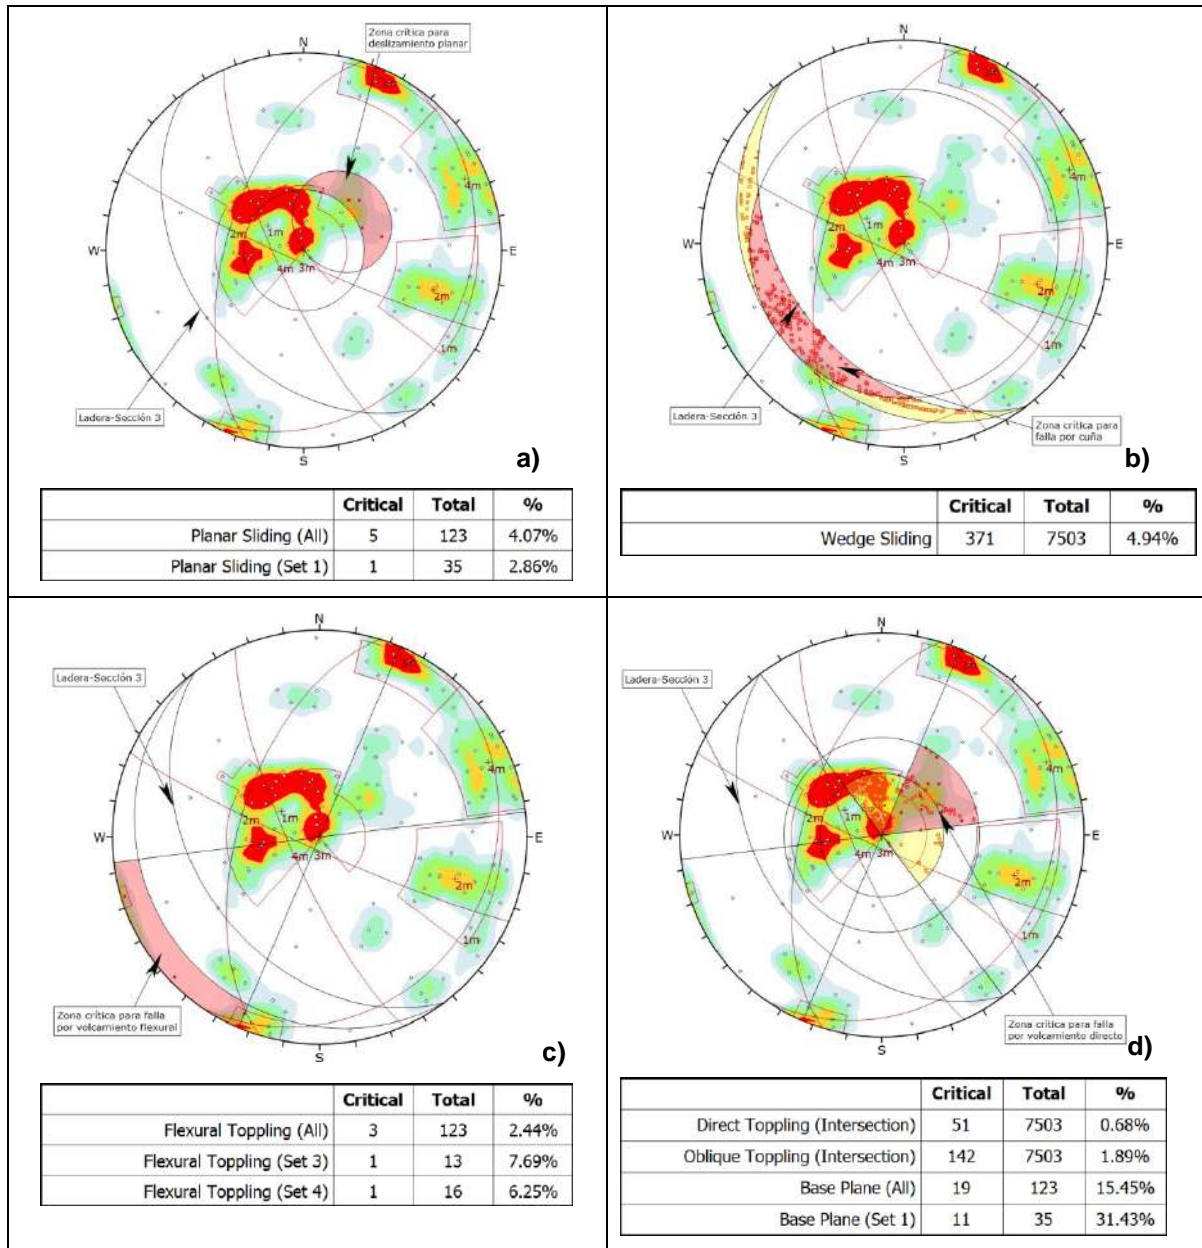 Zona crítica para
deslizamiento planar
N
4m
2m
1m
W
E
4m 3m
2m
1m
Ladera-Sección 3
S
a)
Critical Total %
Planar Sliding (All) 5 123 4.07%
Planar Sliding (Set 1) 1 35 2.86%
N
4m
2m
1m
W
E
4m 3m
2m
1m
Ladera-Sección 3
Zona crítica para
falla por cuña
S
b)
Critical Total %
Wedge Sliding 371 7503 4.94%
N
Ladera-Sección 3
4m
2m
1m
W
E
4m 3m
2m
1m
Zona crítica para falla
por volcamiento flexural
S
c)
Critical Total %
Flexural Toppling (All) 3 123 2.44%
Flexural Toppling (Set 3) 1 13 7.69%
Flexural Toppling (Set 4) 1 16 6.25%
N
Ladera-Sección 3
4m
2m
1m
W
E
4m 3m
2m
1m
Zona crítica para falla
por volcamiento directo
S
d)
Critical Total %
Direct Toppling (Intersection) 51 7503 0.68%
Oblique Toppling (Intersection) 142 7503 1.89%
Base Plane (All) 19 123 15.45%
Base Plane (Set 1) 11 35 31.43%